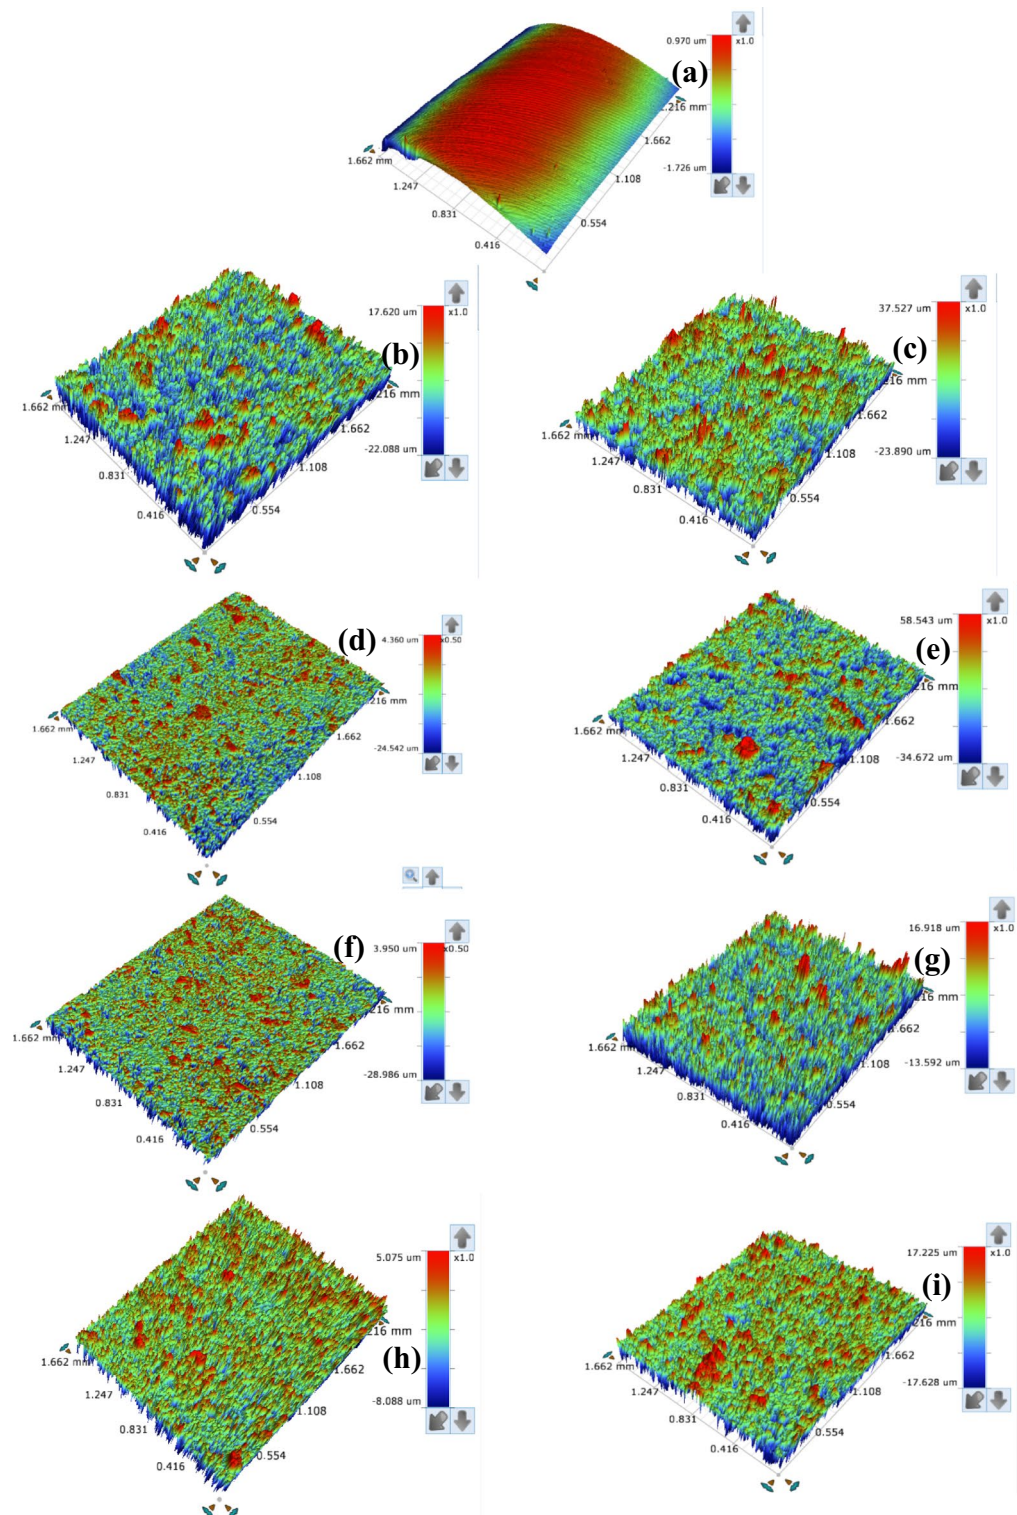 0.970 um
x1.0
(a)
1.216 mm
1.662
-1.726 um
1.108
0.554
1.662 mm
1.247
0.831
0.416
17.620 um
x1.0
(b)
216 mm
1.662 mm
1.662
1.247
-22.088 um
1.108
0.831
0.554
0.416
37.527 um
x1.0
(c)
216 mm
1.662
1.662 mm
1.247
1.108
-23.890 um
0.831
0.554
0.416
4.360 um
x0.50
(d)
216 mm
1.662 mm
1.662
-24.542 um
1.247
1.108
0.831
0.554
0.416
58.543 um
x1.0
(e)
216 mm
1.662
1.662 mm
1.247
1.108
-34.672 um
0.831
0.554
0.416
3.950 um
x0.50
(f)
216 mm
1.662
1.662 mm
1.247
1.108
-28.986 um
0.831
0.554
0.416
16.918 um
x1.0
(g)
216 mm
1.662
1.662 mm
-13.592 um
1.247
1.108
0.831
0.554
0.416
5.075 um
x1.0
216 mm
(h)
1.662 mm
1.662
1.247
-8.088 um
1.108
0.831
0.554
0.416
17.225 um
x1.0
(i)
216 mm
1.662
1.662 mm
-17.628 um
1.247
1.108
0.831
0.554
0.416